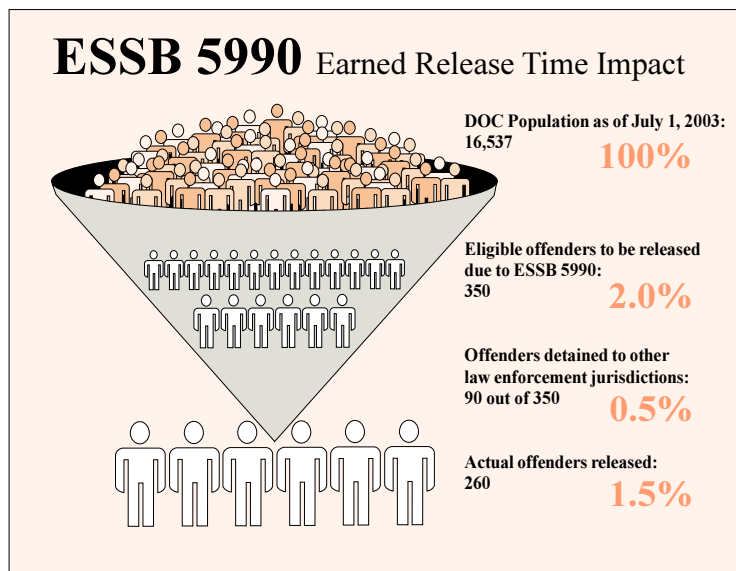 ESSB 5990 Earned Release Time Impact
DOC Population as of July 1, 2003:
16,537
100%
Eligible offenders to be released
due to ESSB 5990:
350
2.0%
Offenders detained to other
law enforcement jurisdictions:
90 out of 350
0.5%
Actual offenders released:
260
1.5%